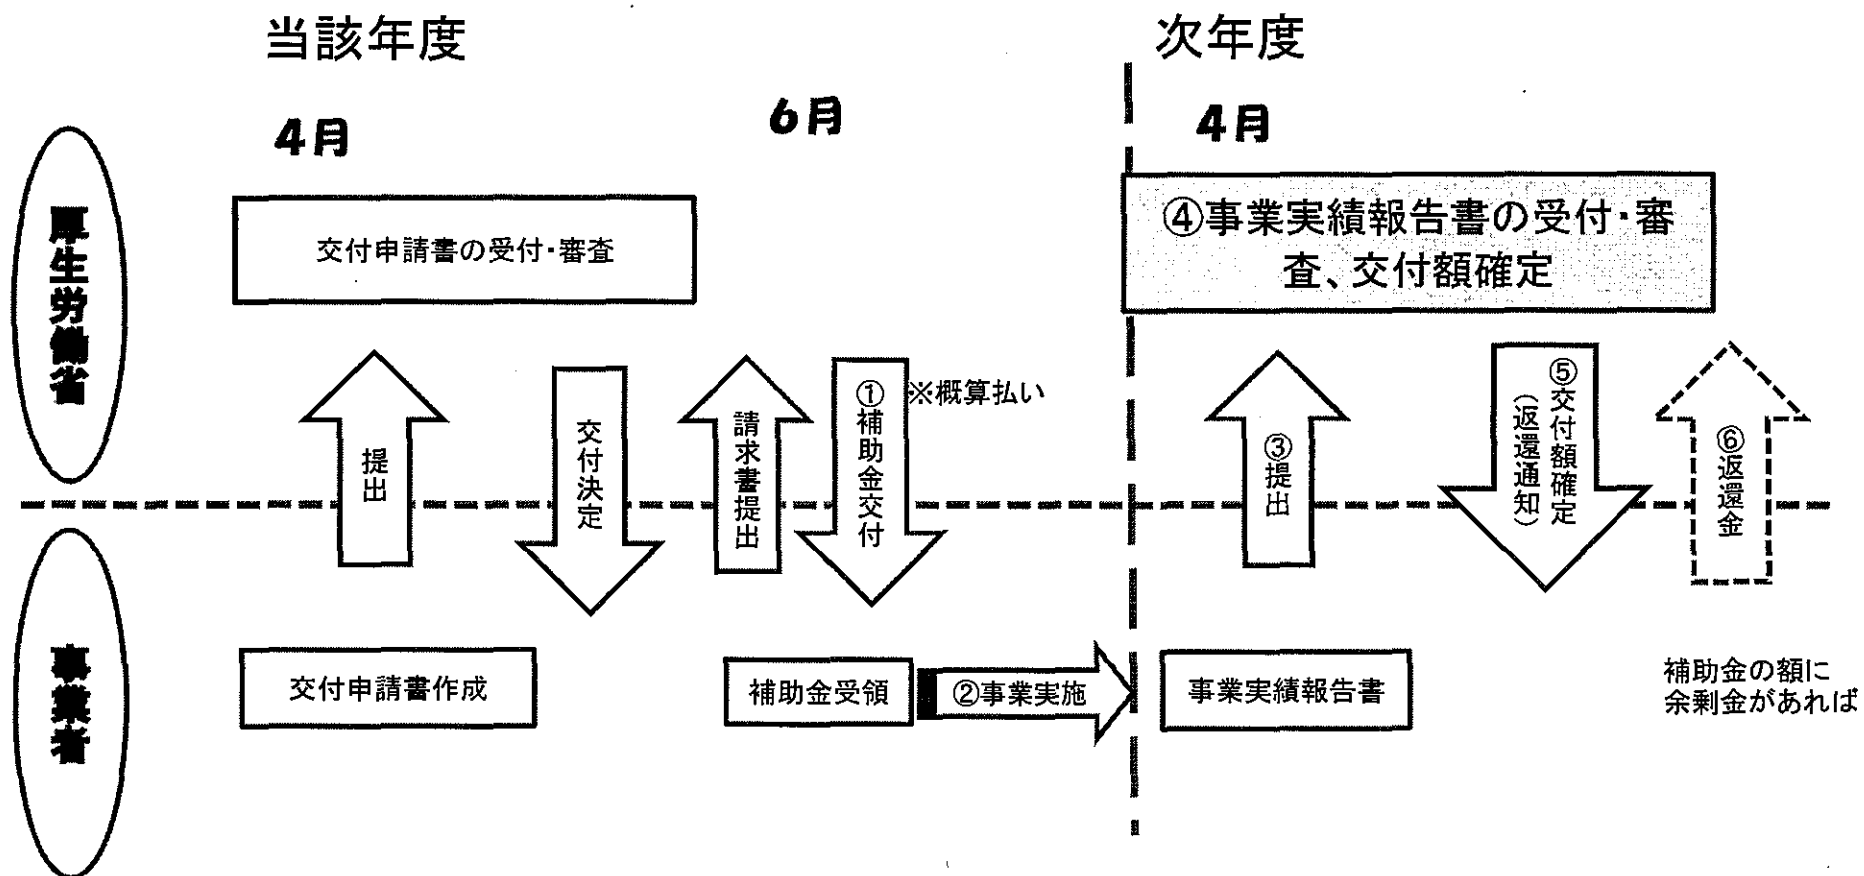 当該年度
次年度
4月
6月
4月
厚生労働省
交付申請書の受付・審査
④事業実績報告書の受付・審
査、交付額確定
提出
交付決定
請求書提出
①補助金交付
※概算払い
③提出
⑤交付額確定
(返還通知)
⑥返還金
事業者
交付申請書作成
補助金受領
②事業実施
事業実績報告書
補助金の額に
余剰金があれば